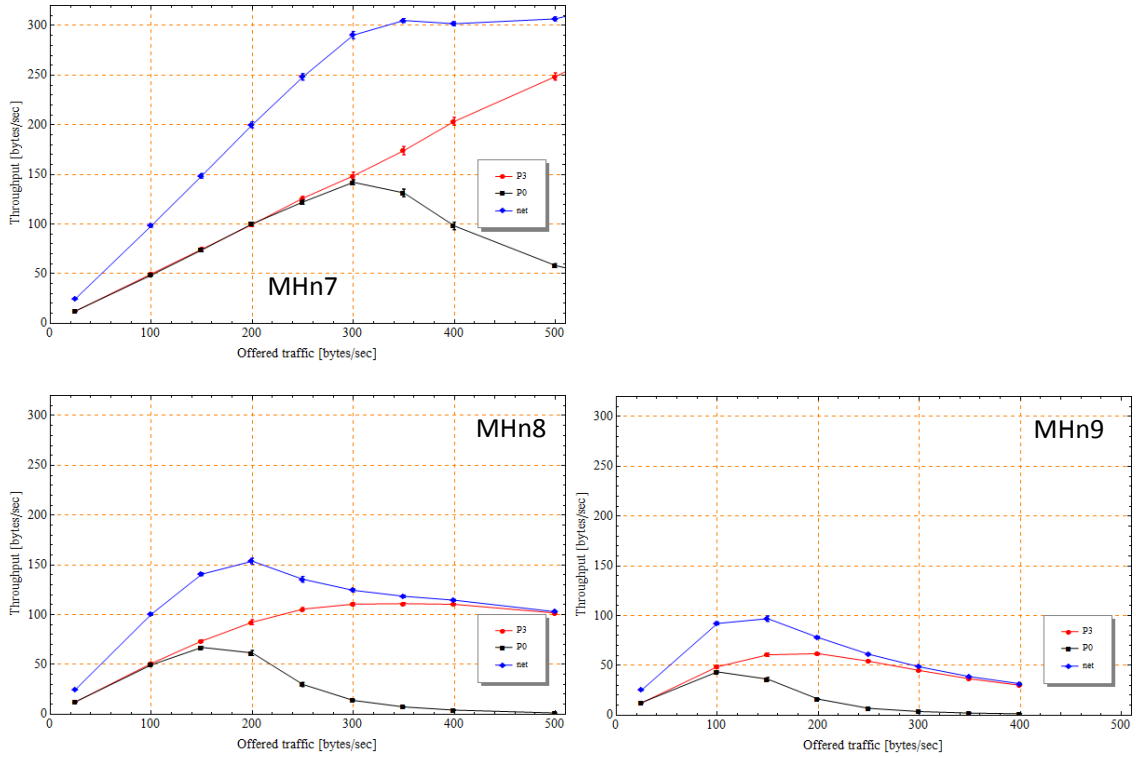 300
250
200
150
100
50
0
Throughput [bytes/sec]
P3
P0
net
MHn7
0 100 200 300 400 500
Offered traffic [bytes/sec]
MHn8
300
250
200
150
100
50
0
Throughput [bytes/sec]
P3
P0
net
0 100 200 300 400 500
Offered traffic [bytes/sec]
MHn9
300
250
200
150
100
50
0
Throughput [bytes/sec]
P3
P0
net
0 100 200 300 400 500
Offered traffic [bytes/sec]